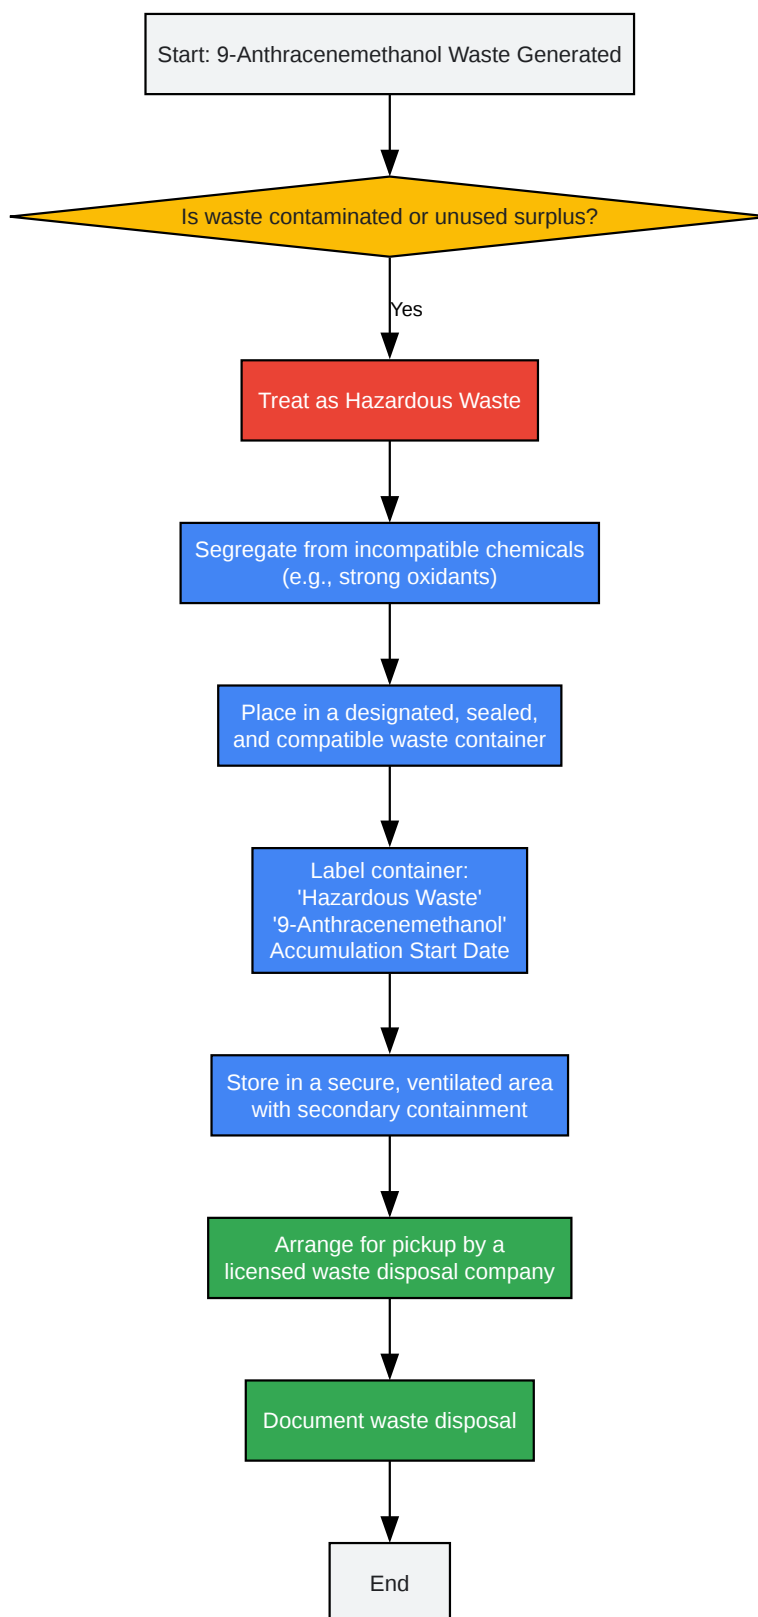 Start: 9-Anthracenemethanol Waste Generated
Is waste contaminated or unused surplus?
Yes
Treat as Hazardous Waste
Segregate from incompatible chemicals
(e.g., strong oxidants)
Place in a designated, sealed,
and compatible waste container
Label container:
'Hazardous Waste'
'9-Anthracenemethanol'
Accumulation Start Date
Store in a secure, ventilated area
with secondary containment
Arrange for pickup by a
licensed waste disposal company
Document waste disposal
End